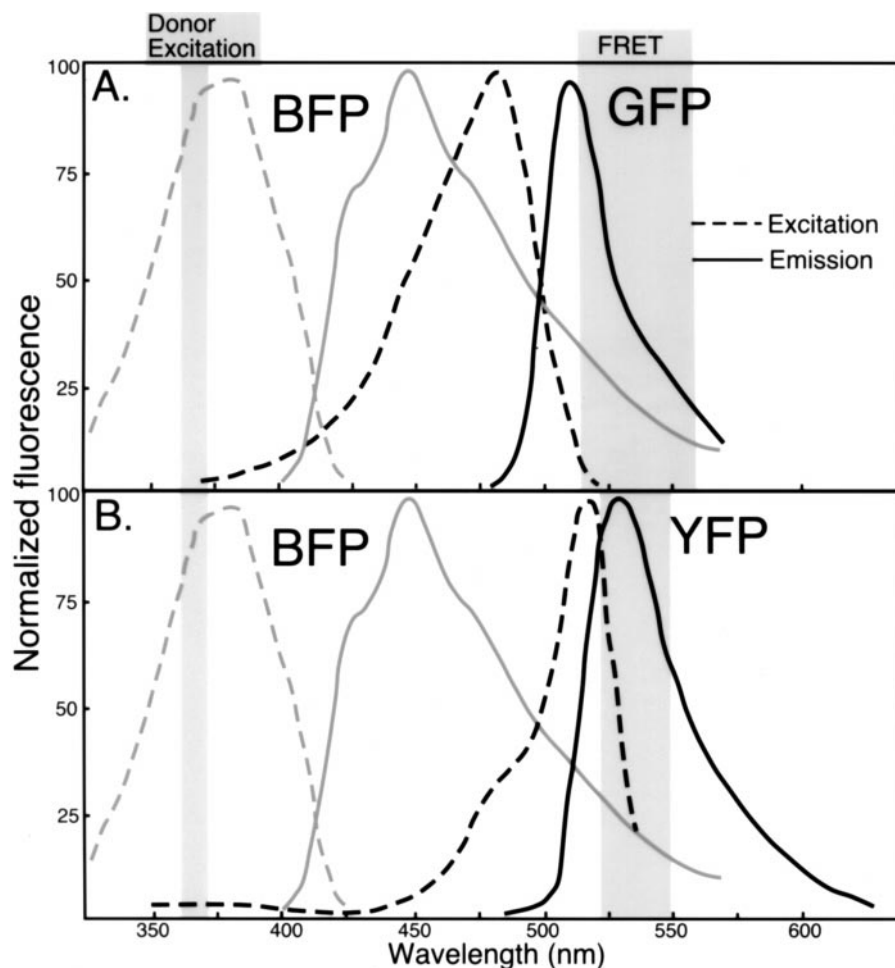 Donor
Excitation
FRET
100
A.
BFP
GFP
75
Excitation
Emission
50
25
Normalized fluorescence
100
B.
BFP
YFP
75
50
25
350
400
450
500
550
600
Wavelength (nm)